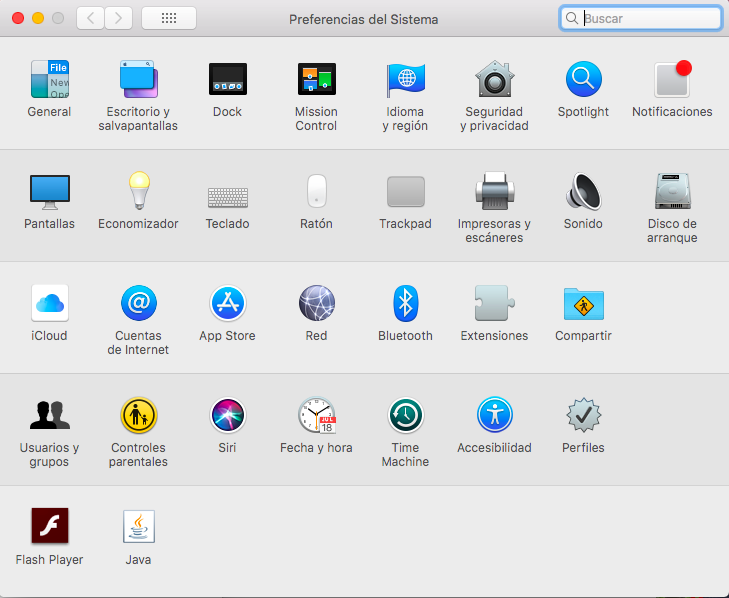 Preferencias del Sistema
Buscar
File
New
Ope
General
Escritorio y
salvapantallas
Dock
Mission
Control
Idioma
y región
Seguridad
y privacidad
Spotlight
Notificaciones
Pantallas
Economizador
Teclado
Ratón
Trackpad
Impresoras y
escáneres
Sonido
Disco de
arranque
iCloud
Cuentas
de Internet
App Store
Red
Bluetooth
Extensiones
Compartir
JUL
18
Usuarios y
grupos
Controles
parentales
Siri
Fecha y hora
Time
Machine
Accesibilidad
Perfiles
Flash Player
Java